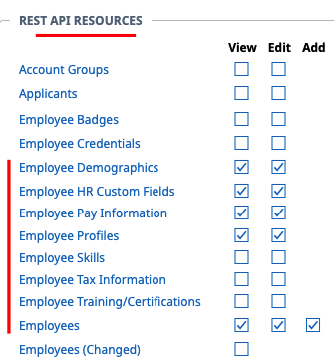 REST API RESOURCES
View Edit Add
Account Groups
Applicants
Employee Badges
Employee Credentials
Employee Demographics
Employee HR Custom Fields
Employee Pay Information
Employee Profiles
Employee Skills
Employee Tax Information
Employee Training/Certifications
Employees
Employees (Changed)